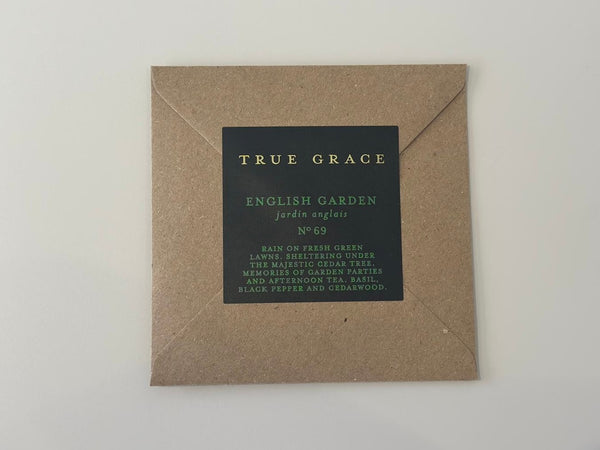 TRUE GRACE
ENGLISH GARDEN
jardin anglais
Nº 69
RAIN ON FRESH GREEN
LAWNS. SHELTERING UNDER
THE MAJESTIC CEDAR TREE.
MEMORIES OF GARDEN PARTIES
AND AFTERNOON TEA. BASIL,
BLACK PEPPER AND CEDARWOOD.